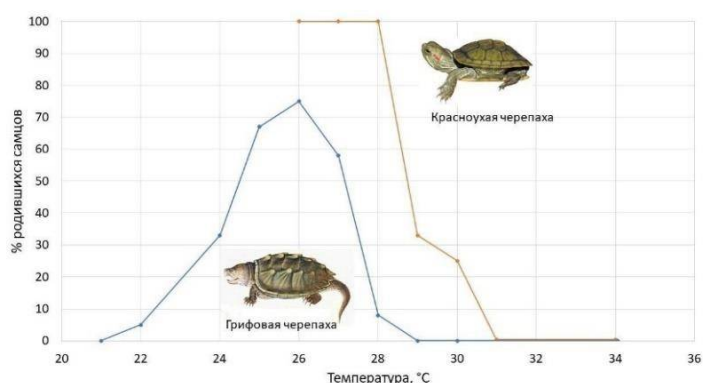 % родившихся самцов
100
90
80
70
60
50
40
30
20
10
0
Красноухая черепаха
Грифовая черепаха
20 22 24 26 28 30 32 34 36
Температура, °C